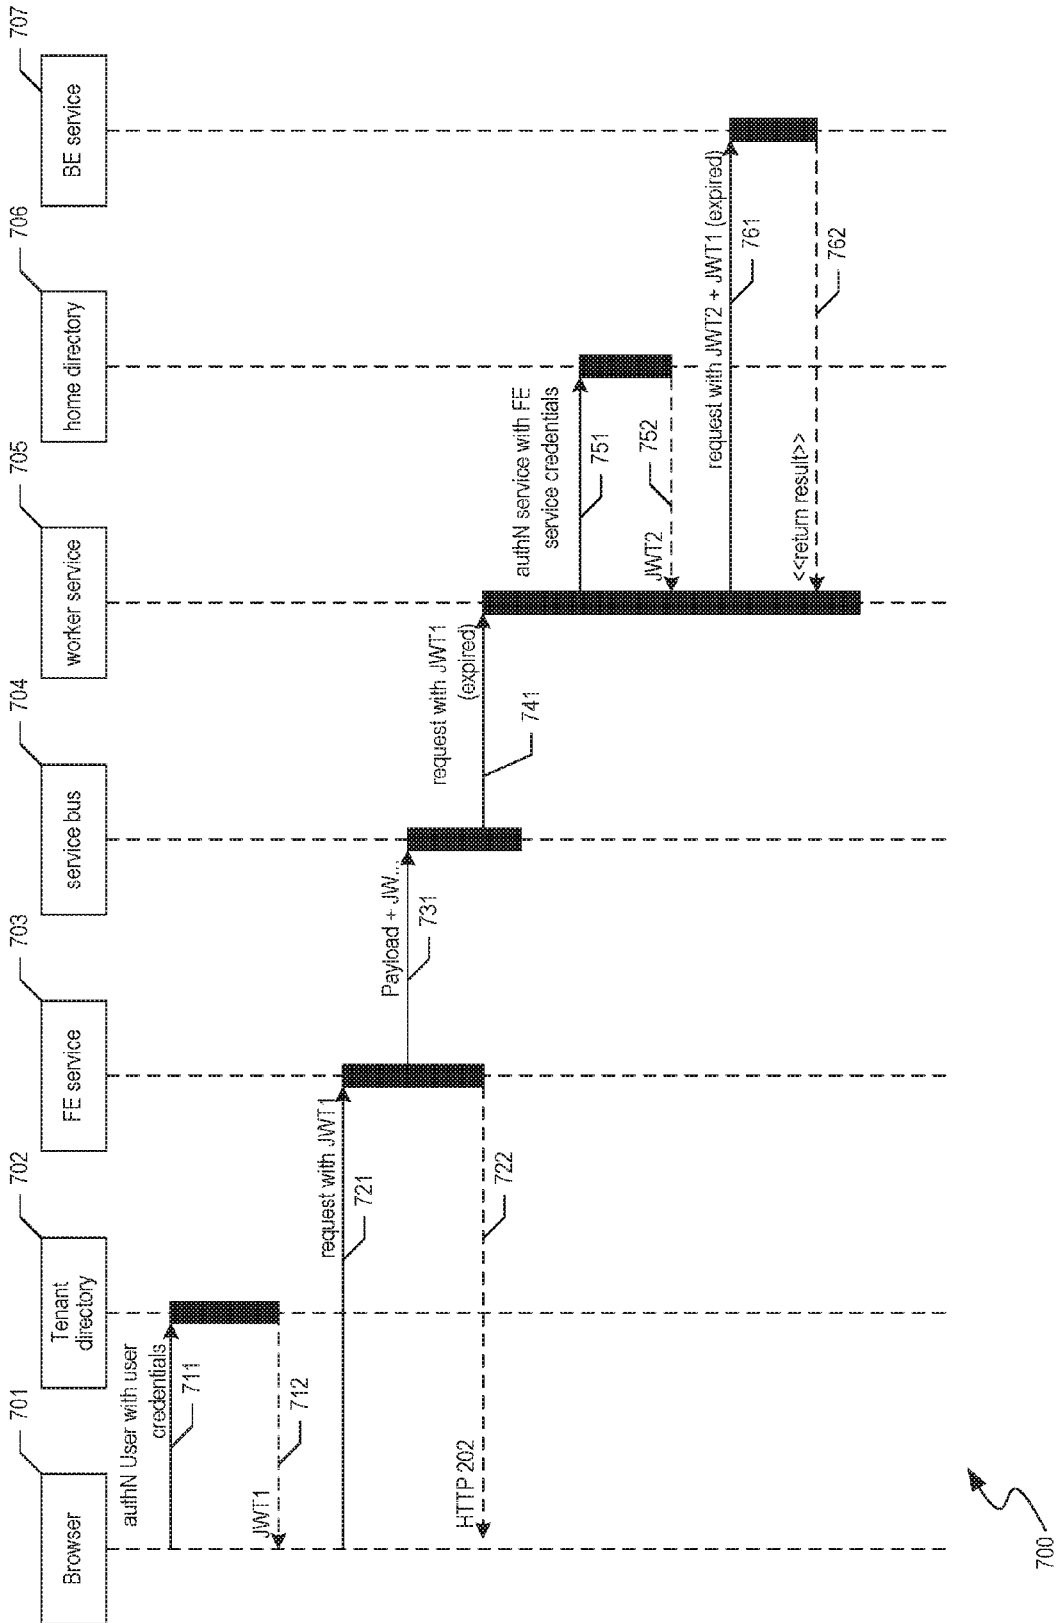 701
702
703
704
705
706
707
Browser
Tenant
directory
FE service
service bus
worker service
home directory
BE service
authN User with user
credentials
711
JWT1
712
request with JWT1
721
Payload + JW...
731
HTTP 202
722
request with JWT1
(expired)
741
authN service with FE
service credentials
751
JWT2
752
request with JWT2 + JWT1 (expired)
761
<<return result>>
762
700